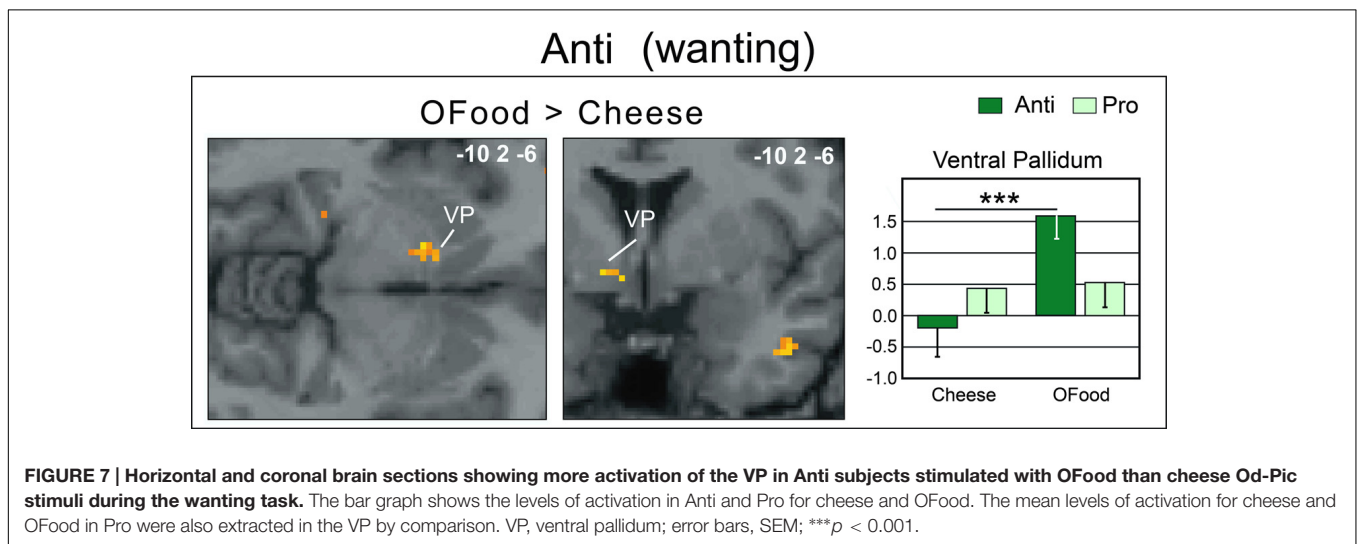 Anti (wanting)
OFood > Cheese
Anti Pro
-10 2 -6
-10 2 -6
VP
VP
Ventral Pallidum
***
1.5
1.0
0.5
0.0
-0.5
-1.0
Cheese OFood
FIGURE 7 | Horizontal and coronal brain sections showing more activation of the VP in Anti subjects stimulated with OFood than cheese Od-Pic
stimuli during the wanting task. The bar graph shows the levels of activation in Anti and Pro for cheese and OFood. The mean levels of activation for cheese and
OFood in Pro were also extracted in the VP by comparison. VP, ventral pallidum; error bars, SEM; ***p < 0.001.